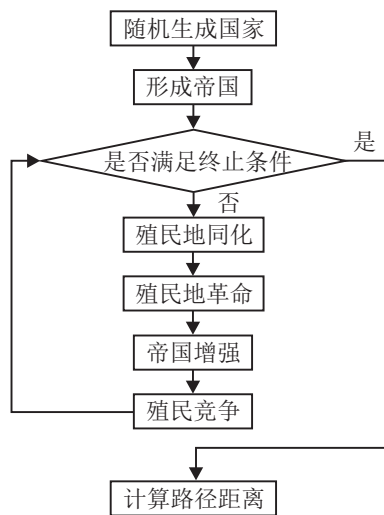 随机生成国家
形成帝国
是否满足终止条件
是
否
殖民地同化
殖民地革命
帝国增强
殖民竞争
计算路径距离